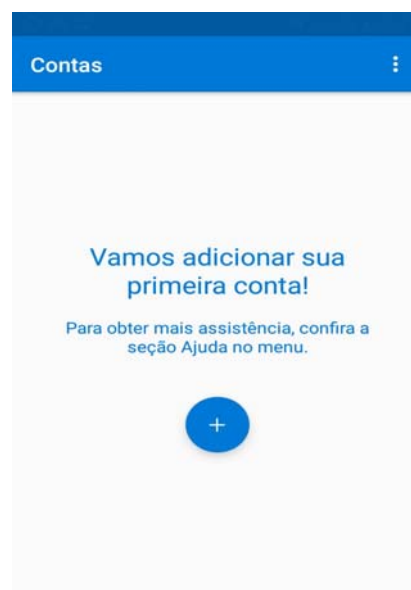 Contas
Vamos adicionar sua
primeira conta!
Para obter mais assistência, confira a
seção Ajuda no menu.
+